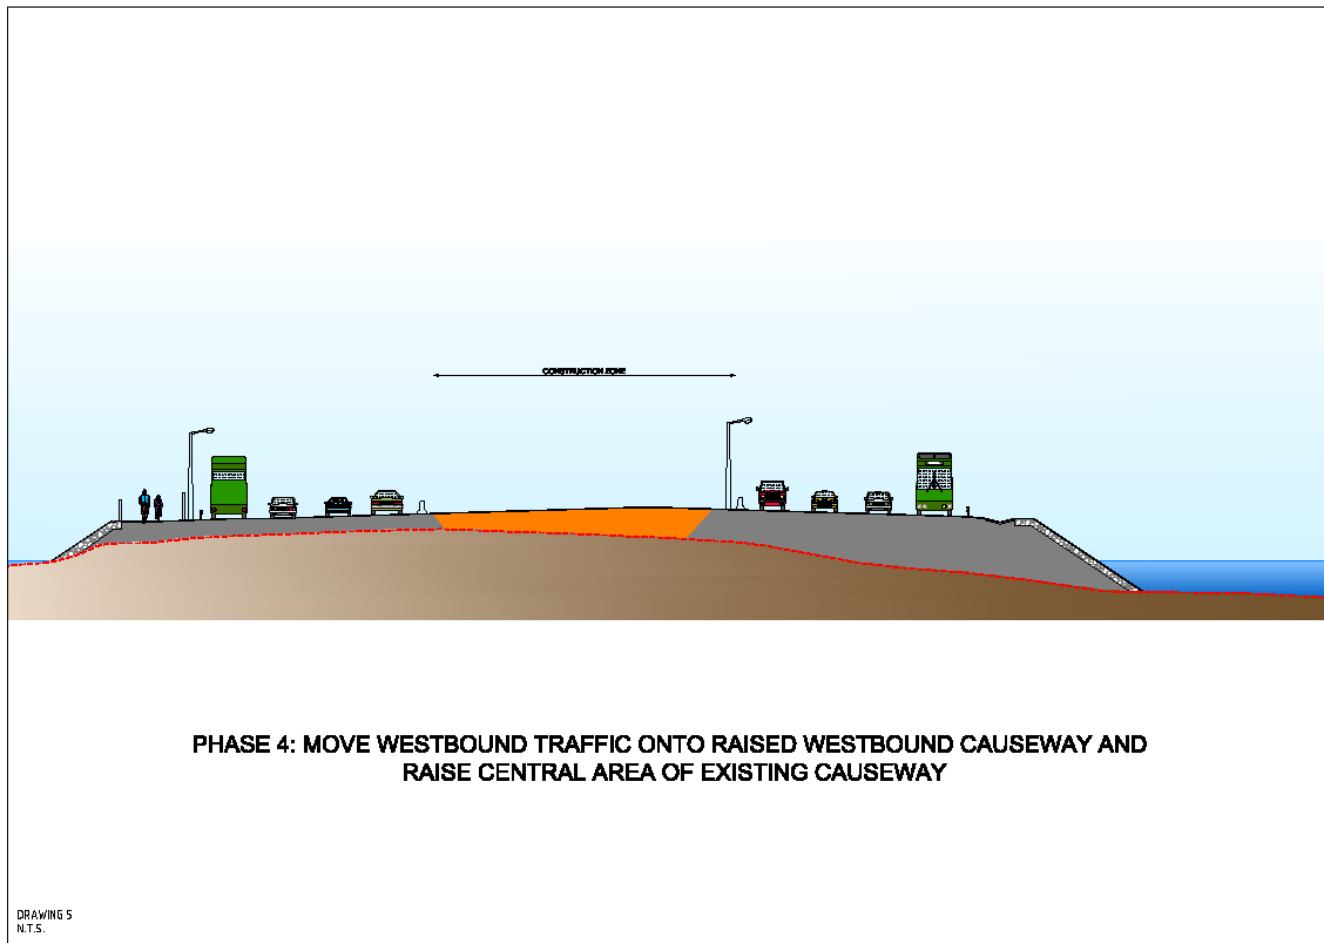 CONSTRUCTION ZONE
PHASE 4: MOVE WESTBOUND TRAFFIC ONTO RAISED WESTBOUND CAUSEWAY AND
RAISE CENTRAL AREA OF EXISTING CAUSEWAY
DRAWING 5
N.T.S.